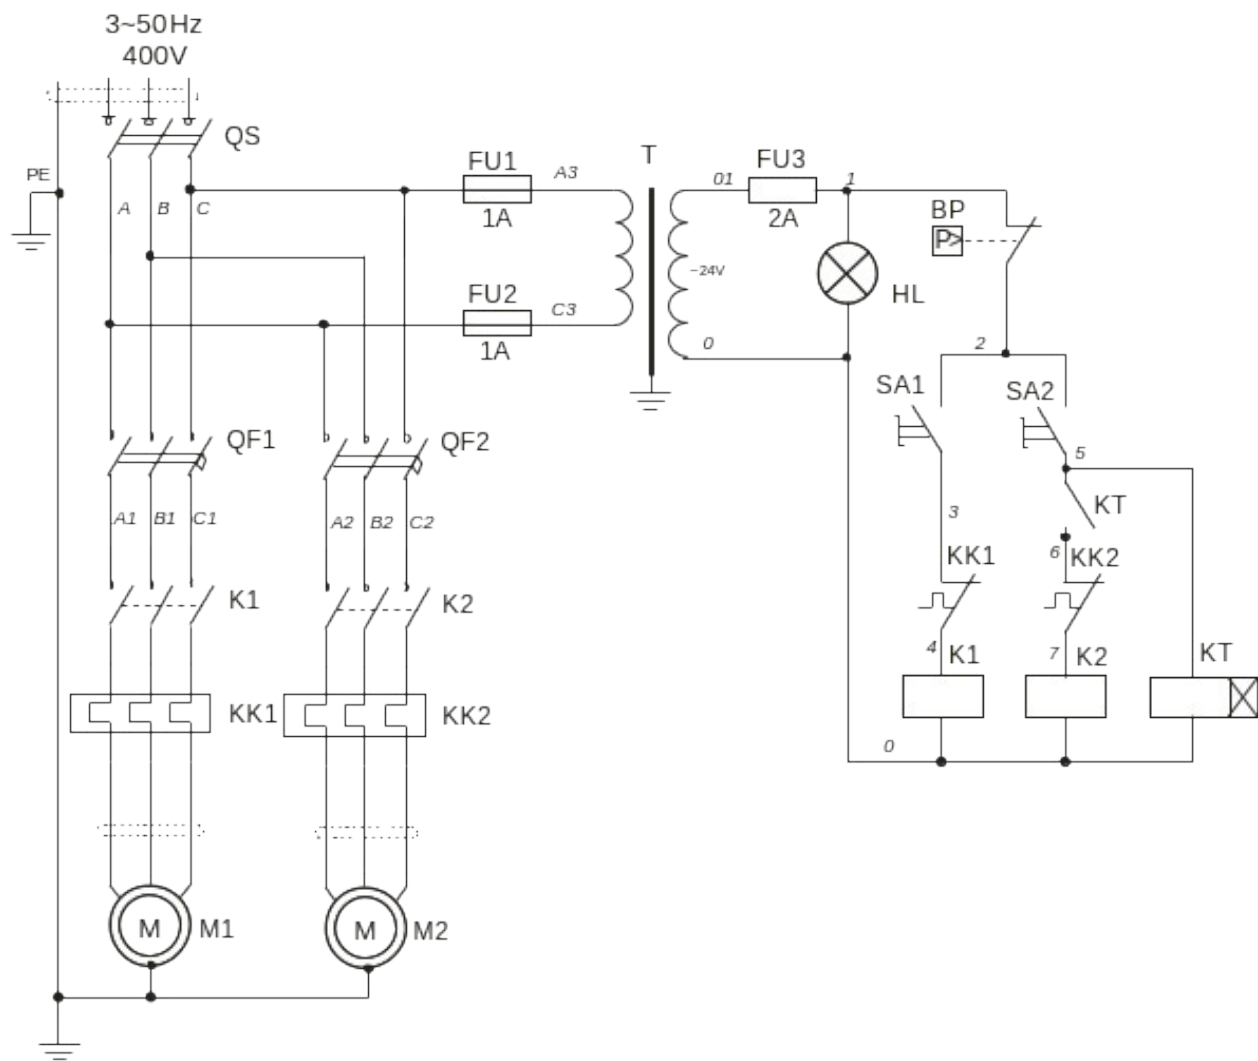 3~50Hz
400V
QS
PE
A B C
FU1
1A
A3
T
01
FU3
2A
1
BP
P>
HL
~24V
FU2
1A
C3
0
2
SA1
SA2
5
QF1
QF2
A1 B1 C1
A2 B2 C2
3
KT
KK1
6
KK2
K1
K2
4
K1
7
K2
KT
KK1
KK2
0
M
M1
M
M2